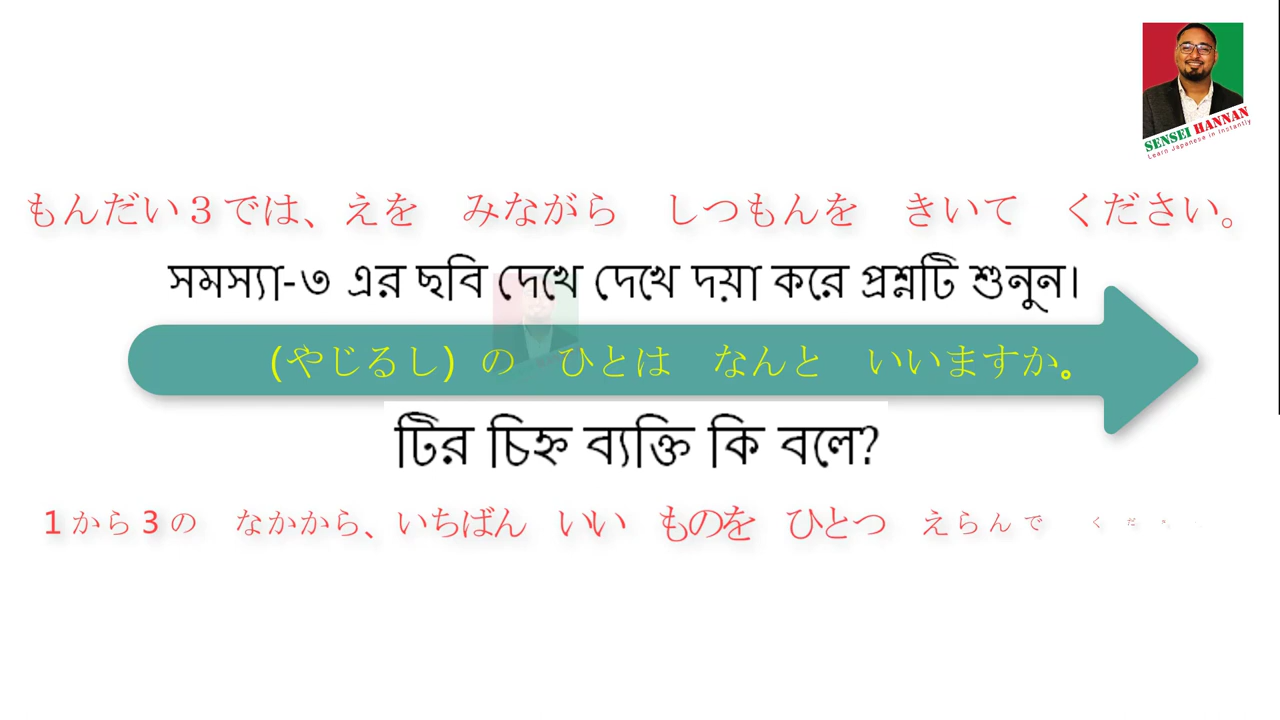 SENSEI HANNAN
Learn Japanese in Instantly
もんだい３では、えを　みながら　しつもんを　きいて　ください。
সমস্যা-৩ এর ছবি দেখে দেখে দয়া করে প্রশ্নটি শুনুন।
(やじるし) の　ひとは　なんと　いいますか。
টির চিহ্ন ব্যক্তি কি বলে?
1から3の　なかから、いちばん　いい　ものを　ひとつ　えらんで　くださ